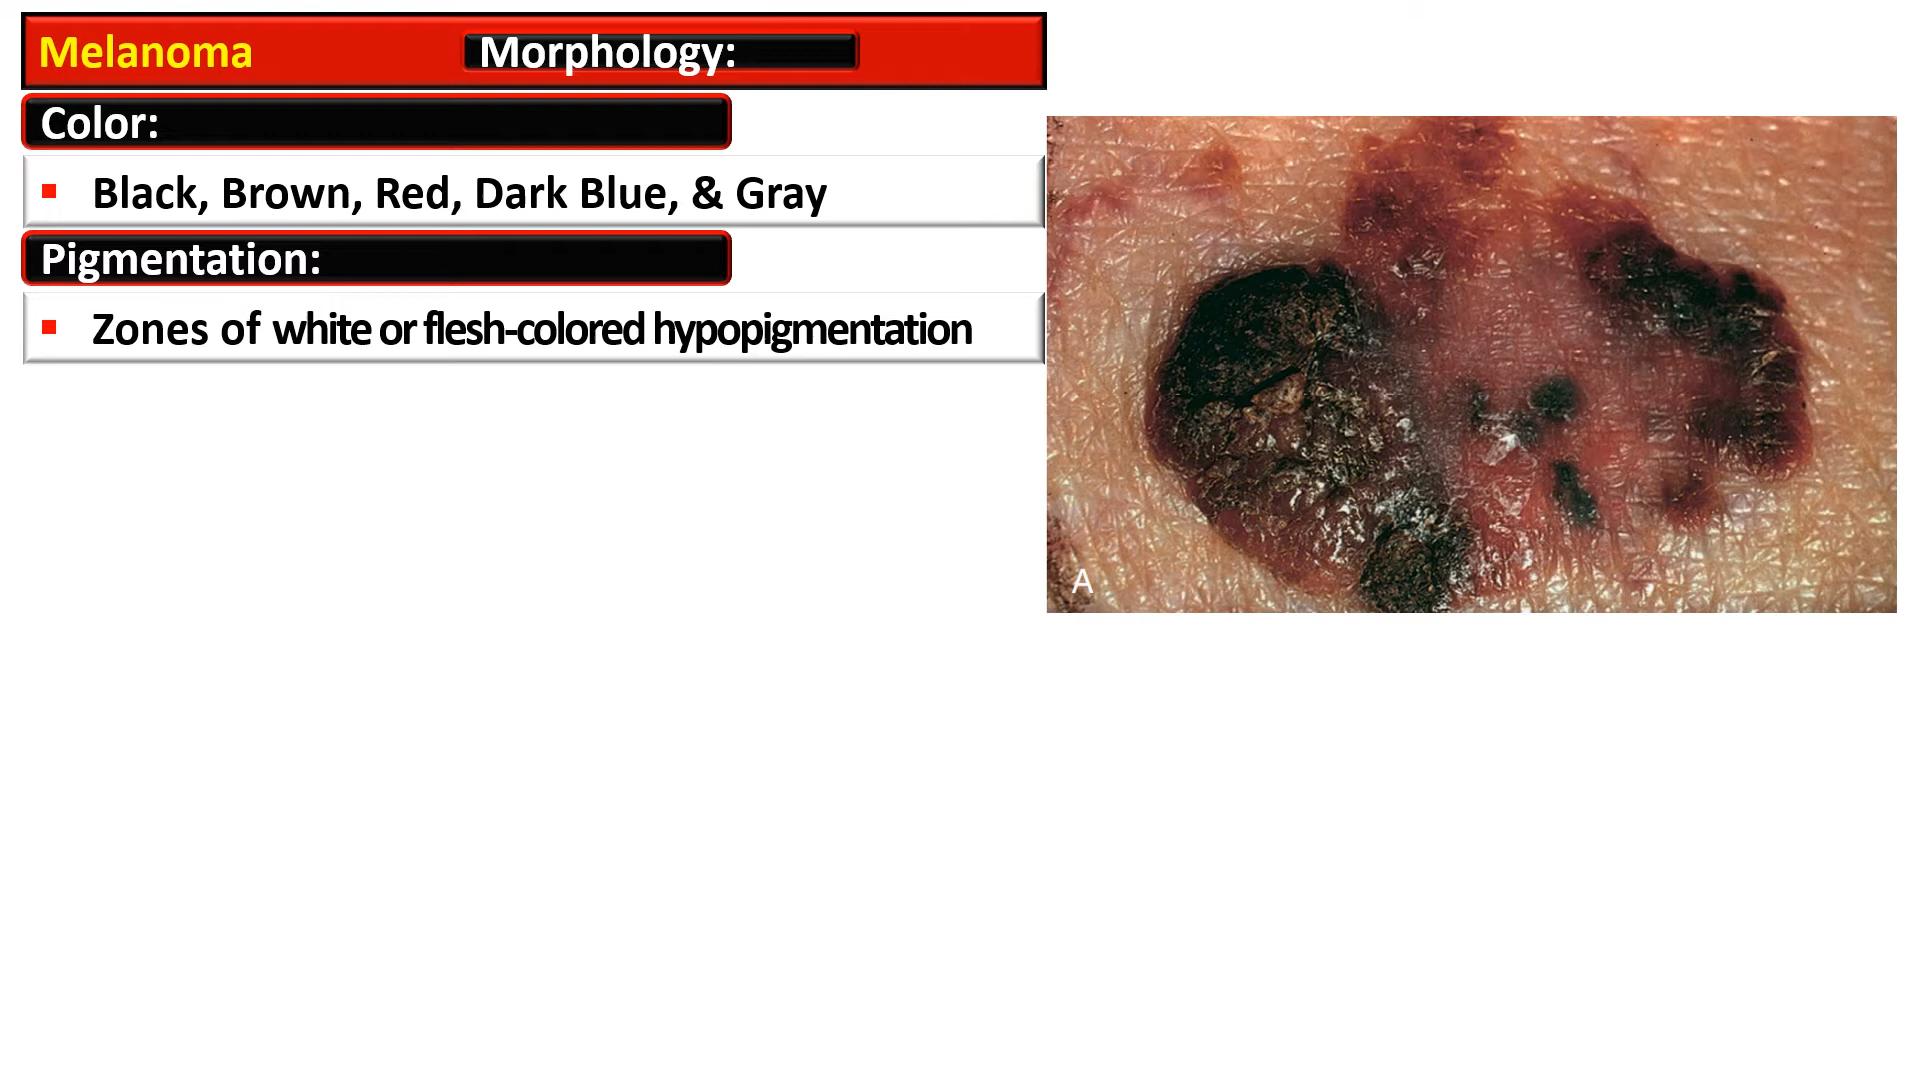 Melanoma Morphology:
Color:
▪ Black, Brown, Red, Dark Blue, & Gray
Pigmentation:
▪ Zones of white or flesh-colored hypopigmentation
A